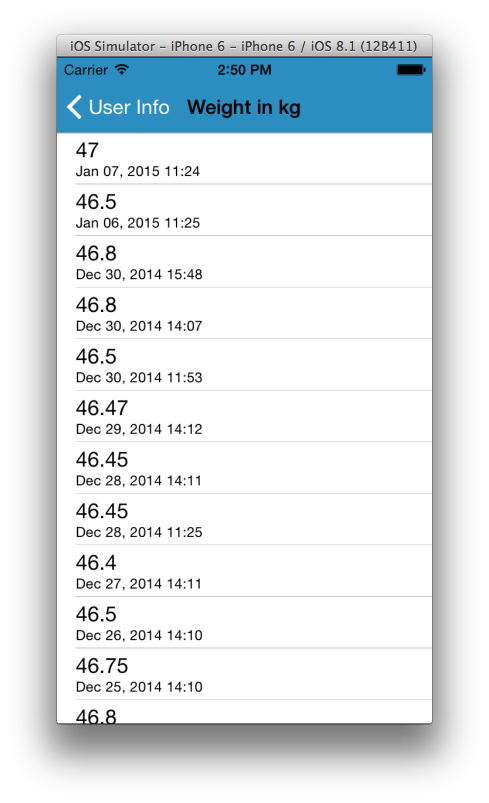 iOS Simulator – iPhone 6 – iPhone 6 / iOS 8.1 (12B411)
Carrier 2:50 PM
User Info Weight in kg
47
Jan 07, 2015 11:24
46.5
Jan 06, 2015 11:25
46.8
Dec 30, 2014 15:48
46.8
Dec 30, 2014 14:07
46.5
Dec 30, 2014 11:53
46.47
Dec 29, 2014 14:12
46.45
Dec 28, 2014 14:11
46.45
Dec 28, 2014 11:25
46.4
Dec 27, 2014 14:11
46.5
Dec 26, 2014 14:10
46.75
Dec 25, 2014 14:10
46.8